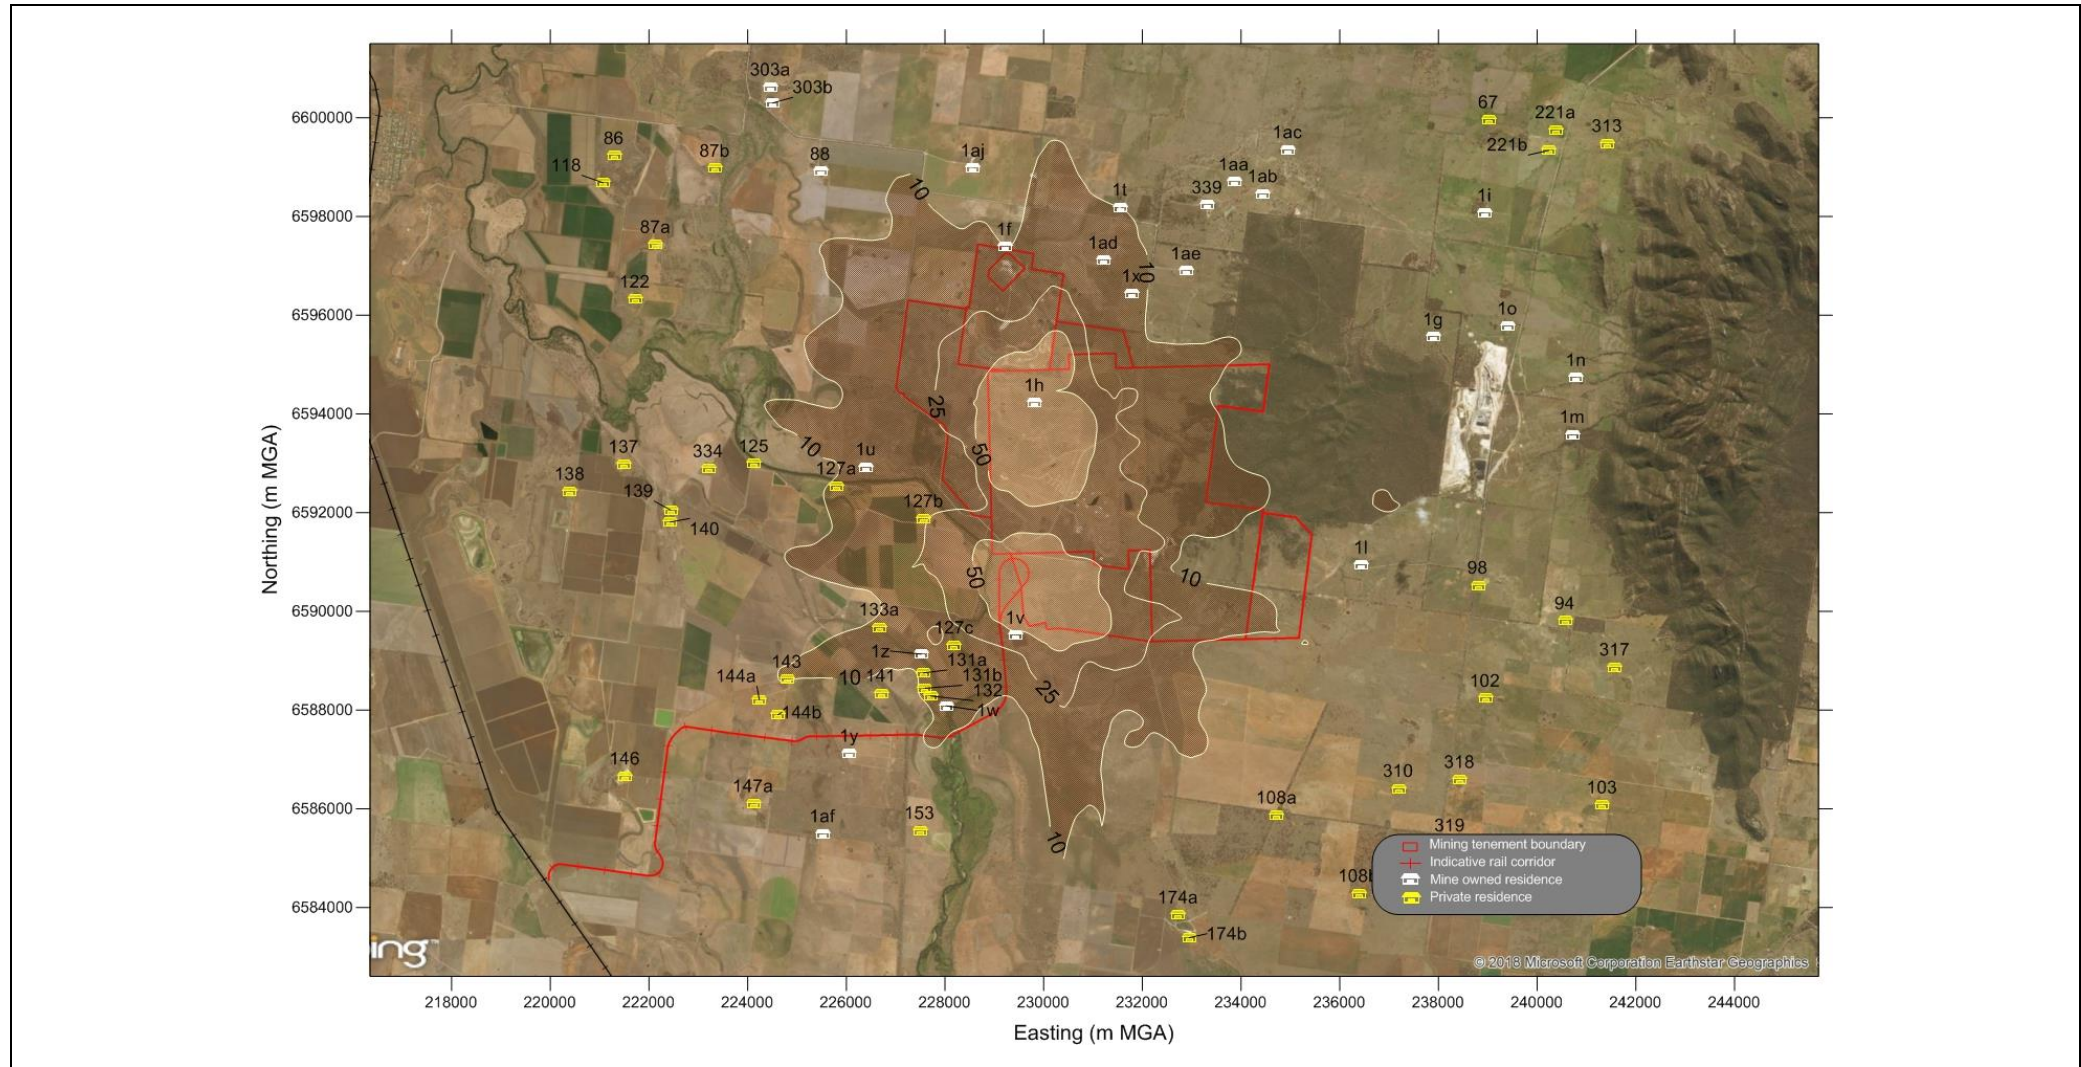 303a
303b
6600000
67
221a
313
86
87b
88
1aj
1ac
221b
118
1aa
339
1ab
10
1t
1i
6598000
87a
1f
1ad
1ae
10
122
1x
6596000
1g
1o
1n
6594000
1h
25
1m
10
50
137
334
125
1u
138
127a
139
127b
6592000
140
1l
98
50
10
6590000
133a
127c
1v
94
1z
143
131a
317
144a
10
141
131b
132
25
102
6588000
144b
1w
1y
146
310
318
147a
108a
103
6586000
1af
153
10
319
Mining tenement boundary
Indicative rail corridor
Mine owned residence
Private residence
174a
6584000
174b
ing
© 2018 Microsoft Corporation Earthstar Geographics
218000
220000
222000
224000
226000
228000
230000
232000
234000
236000
238000
240000
242000
244000
Easting (m MGA)
Northing (m MGA)